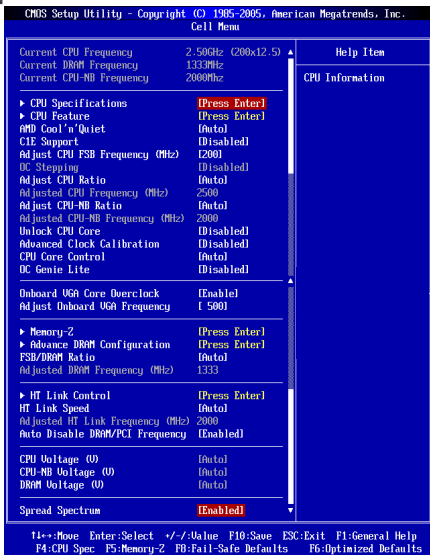 CMOS Setup Utility - Copyright (C) 1985-2005, American Megatrends, Inc.
Cell Menu
Current CPU Frequency 2.50GHz (200x12.5)
Current DRAM Frequency 1333MHz
Current CPU-NB Frequency 2000Mhz
CPU Specifications [Press Enter]
CPU Feature [Press Enter]
AMD Cool'n'Quiet [Auto]
C1E Support [Disabled]
Adjust CPU FSB Frequency (MHz) [200]
OC Stepping [Disabled]
Adjust CPU Ratio [Auto]
Adjusted CPU Frequency (MHz) 2500
Adjust CPU-NB Ratio [Auto]
Adjusted CPU-NB Frequency (MHz) 2000
Unlock CPU Core [Disabled]
Advanced Clock Calibration [Disabled]
CPU Core Control [Auto]
OC Genie Lite [Disabled]
Onboard VGA Core Overclock [Enable]
Adjust Onboard VGA Frequency [ 500]
Memory-Z [Press Enter]
Advance DRAM Configuration [Press Enter]
FSB/DRAM Ratio [Auto]
Adjusted DRAM Frequency (MHz) 1333
HT Link Control [Press Enter]
HT Link Speed [Auto]
Adjusted HT Link Frequency (MHz) 2000
Auto Disable DRAM/PCI Frequency [Enabled]
CPU Voltage (V) [Auto]
CPU-NB Voltage (V) [Auto]
DRAM Voltage (V) [Auto]
Spread Spectrum [Enabled]
Help Item
CPU Information
↑↓←→:Move Enter:Select +/-/:Value F10:Save ESC:Exit F1:General Help
F4:CPU Spec F5:Memory-Z F8:Fail-Safe Defaults F6:Optimized Defaults